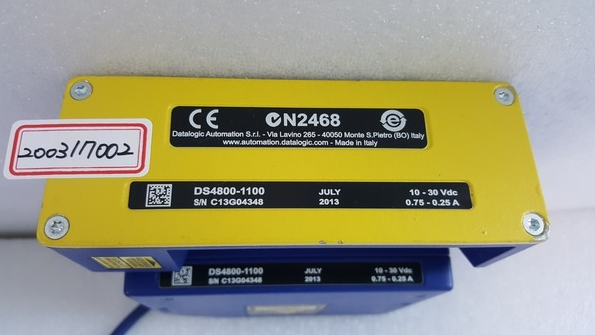 CE N2468
Datalogic Automation S.r.l. - Via Lavino 265 - 40050 Monte S.Pietro (BO) Italy
www.automation.datalogic.com - Made in Italy
200317002
DS4800-1100 JULY 10 - 30 Vdc
S/N C13G04348 2013 0.75 - 0.25 A
DS4800-1100 JULY 10 - 30 Vdc
SN C13G04348 2013 0.75 - 0.25 A